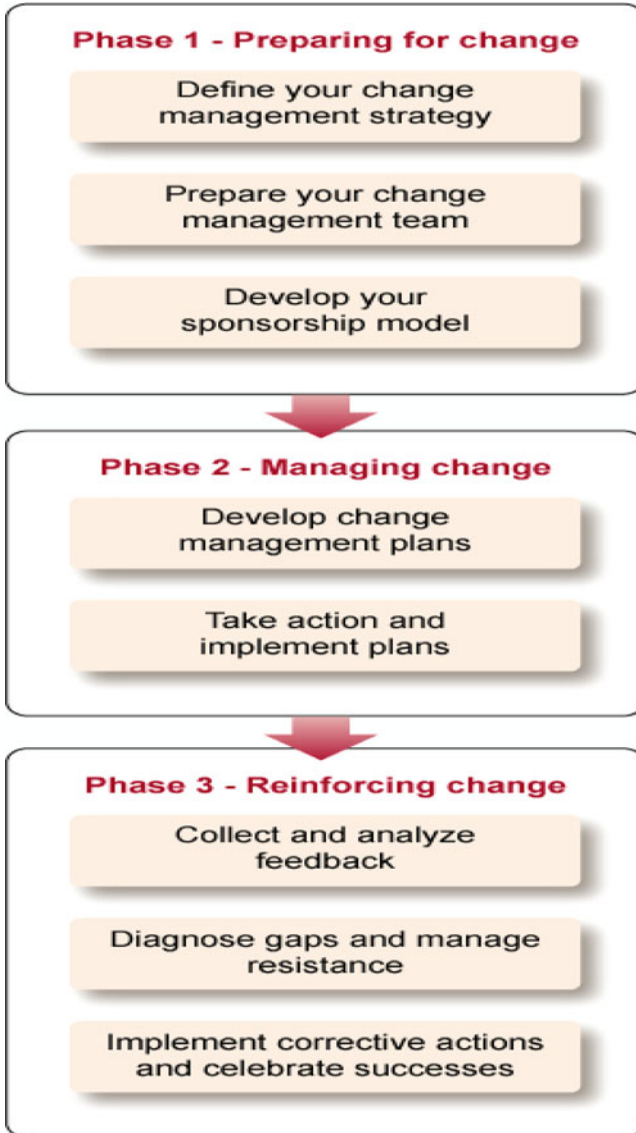 Phase 1 - Preparing for change
Define your change
management strategy
Prepare your change
management team
Develop your
sponsorship model
Phase 2 - Managing change
Develop change
management plans
Take action and
implement plans
Phase 3 - Reinforcing change
Collect and analyze
feedback
Diagnose gaps and manage
resistance
Implement corrective actions
and celebrate successes